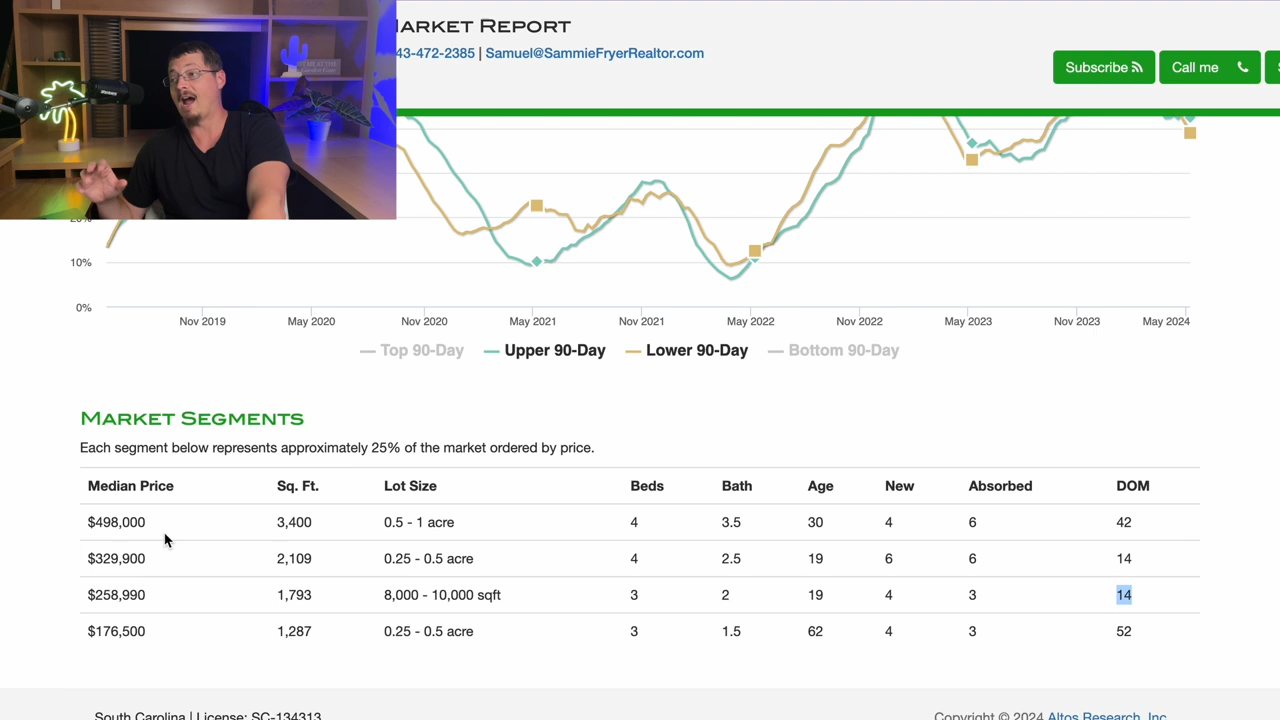 MARKET REPORT
43-472-2385 | Samuel@SammieFryerRealtor.com
Subscribe
Call me
20%
10%
0%
Nov 2019 May 2020 Nov 2020 May 2021 Nov 2021 May 2022 Nov 2022 May 2023 Nov 2023 May 2024
Top 90-Day Upper 90-Day Lower 90-Day Bottom 90-Day
MARKET SEGMENTS
Each segment below represents approximately 25% of the market ordered by price.
Median Price Sq. Ft. Lot Size Beds Bath Age New Absorbed DOM
$498,000 3,400 0.5 - 1 acre 4 3.5 30 4 6 42
$329,900 2,109 0.25 - 0.5 acre 4 2.5 19 6 6 14
$258,990 1,793 8,000 - 10,000 sqft 3 2 19 4 3 14
$176,500 1,287 0.25 - 0.5 acre 3 1.5 62 4 3 52
South Carolina | License: SC-134313
Copyright © 2024 Altos Research, Inc